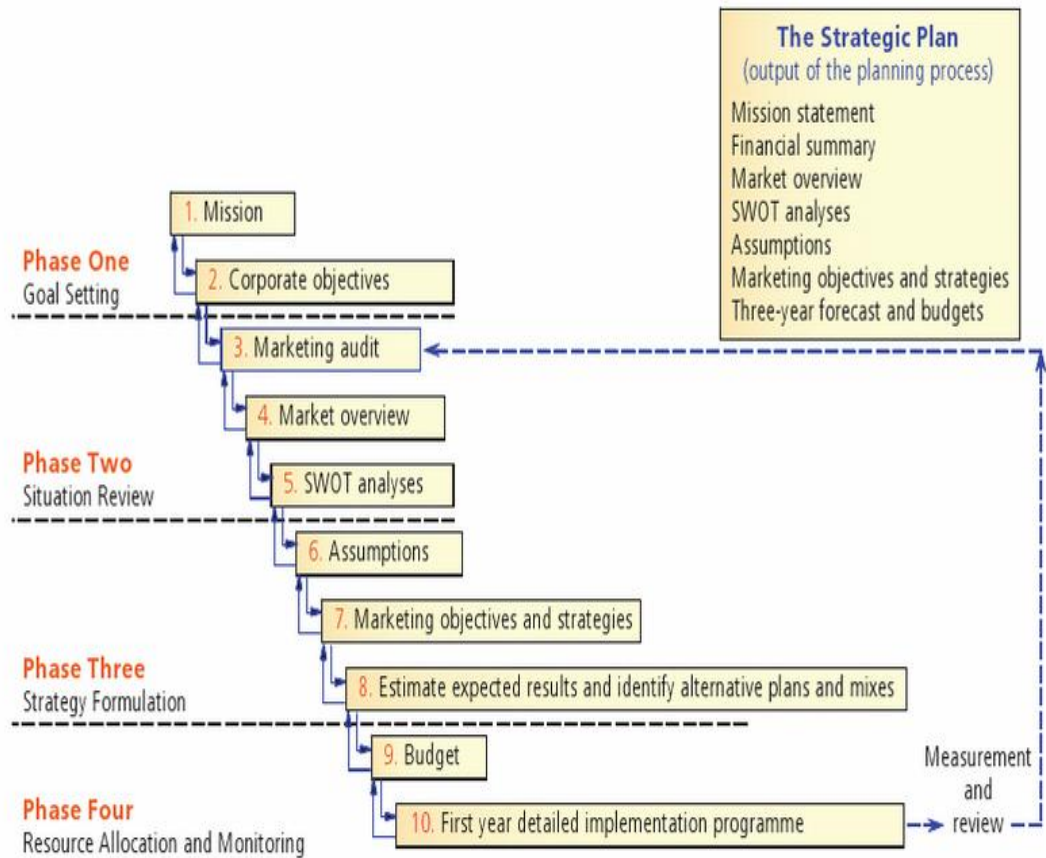 The Strategic Plan
(output of the planning process)
Mission statement
Financial summary
Market overview
SWOT analyses
Assumptions
Marketing objectives and strategies
Three-year forecast and budgets
1. Mission
Phase One
Goal Setting
2. Corporate objectives
3. Marketing audit
4. Market overview
Phase Two
Situation Review
5. SWOT analyses
6. Assumptions
7. Marketing objectives and strategies
Phase Three
Strategy Formulation
8. Estimate expected results and identify alternative plans and mixes
9. Budget
Measurement
and
review
Phase Four
Resource Allocation and Monitoring
10. First year detailed implementation programme